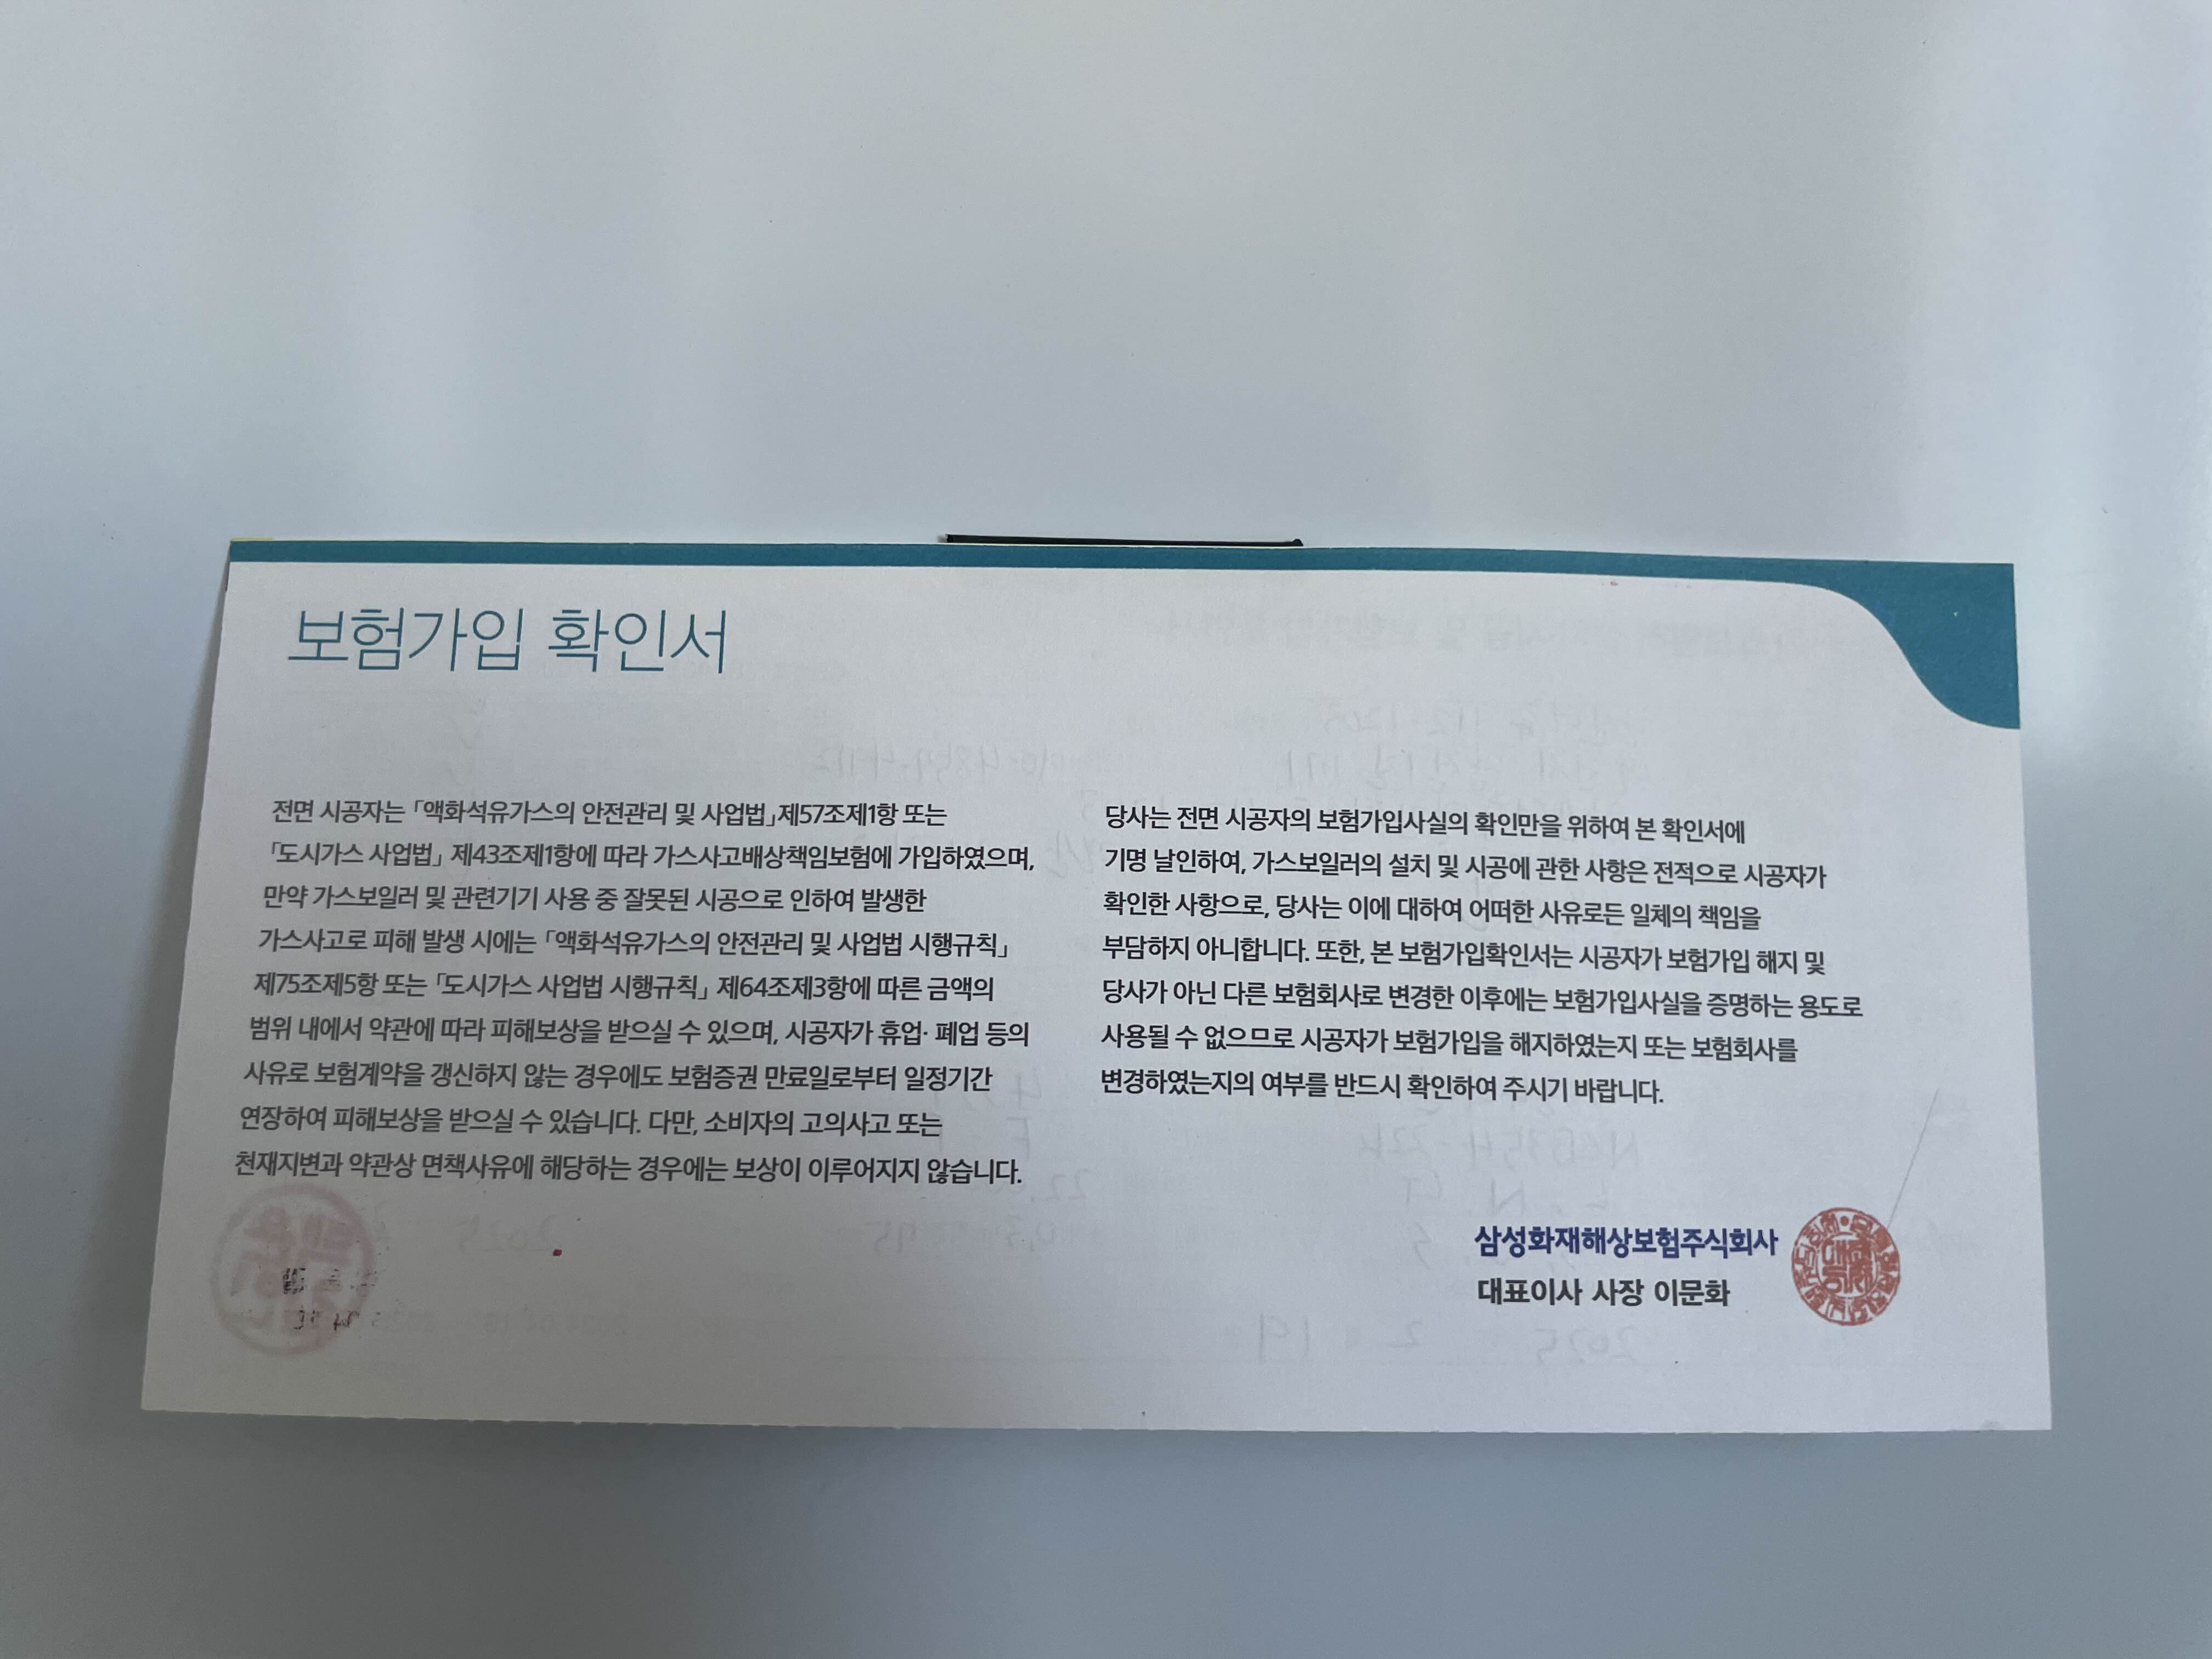 보험가입 확인서
전면 시공자는 「액화석유가스의 안전관리 및 사업법」제57조제1항 또는
「도시가스 사업법」 제43조제1항에 따라 가스사고배상책임보험에 가입하였으며,
만약 가스보일러 및 관련기기 사용 중 잘못된 시공으로 인하여 발생한
가스사고로 피해 발생 시에는 「액화석유가스의 안전관리 및 사업법 시행규칙」
제75조제5항 또는 「도시가스 사업법 시행규칙」 제64조제3항에 따른 금액의
범위 내에서 약관에 따라 피해보상을 받으실 수 있으며, 시공자가 휴업· 폐업 등의
사유로 보험계약을 갱신하지 않는 경우에도 보험증권 만료일로부터 일정기간
연장하여 피해보상을 받으실 수 있습니다. 다만, 소비자의 고의사고 또는
천재지변과 약관상 면책사유에 해당하는 경우에는 보상이 이루어지지 않습니다.
당사는 전면 시공자의 보험가입사실의 확인만을 위하여 본 확인서에
기명 날인하여, 가스보일러의 설치 및 시공에 관한 사항은 전적으로 시공자가
확인한 사항으로, 당사는 이에 대하여 어떠한 사유로든 일체의 책임을
부담하지 아니합니다. 또한, 본 보험가입확인서는 시공자가 보험가입 해지 및
당사가 아닌 다른 보험회사로 변경한 이후에는 보험가입사실을 증명하는 용도로
사용될 수 없으므로 시공자가 보험가입을 해지하였는지 또는 보험회사를
변경하였는지의 여부를 반드시 확인하여 주시기 바랍니다.
삼성화재해상보험주식회사
대표이사 사장 이문화